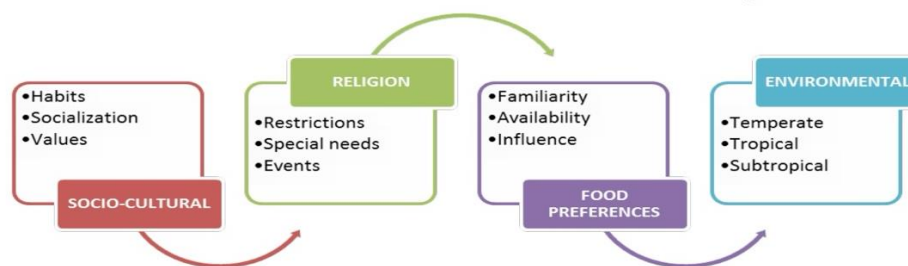 •Habits
•Socialization
•Values
SOCIO-CULTURAL
RELIGION
•Restrictions
•Special needs
•Events
•Familiarity
•Availability
•Influence
FOOD
PREFERENCES
ENVIRONMENTAL
•Temperate
•Tropical
•Subtropical